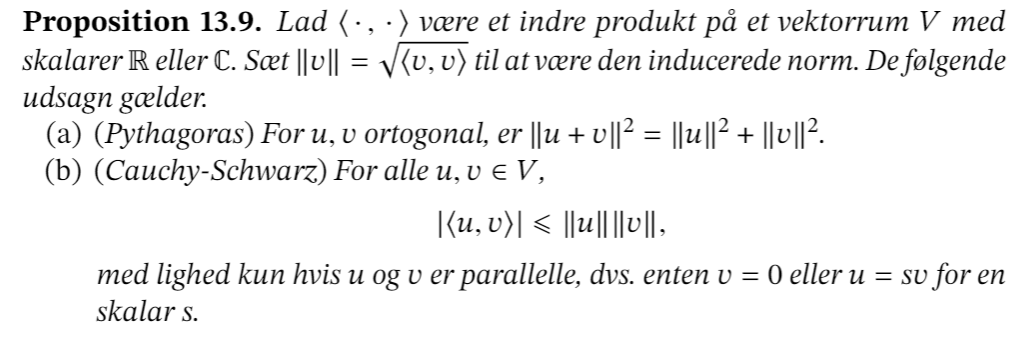 Proposition 13.9. Lad ⟨·, ·⟩ være et indre produkt på et vektorrum V med
skalarer ℝ eller ℂ. Sæt ‖v‖ = √⟨v, v⟩ til at være den inducerede norm. De følgende
udsagn gælder.
(a) (Pythagoras) For u, v ortogonal, er ‖u + v‖² = ‖u‖² + ‖v‖².
(b) (Cauchy-Schwarz) For alle u, v ∈ V,
|⟨u, v⟩| ⩽ ‖u‖‖v‖,
med lighed kun hvis u og v er parallelle, dvs. enten v = 0 eller u = sv for en
skalar s.